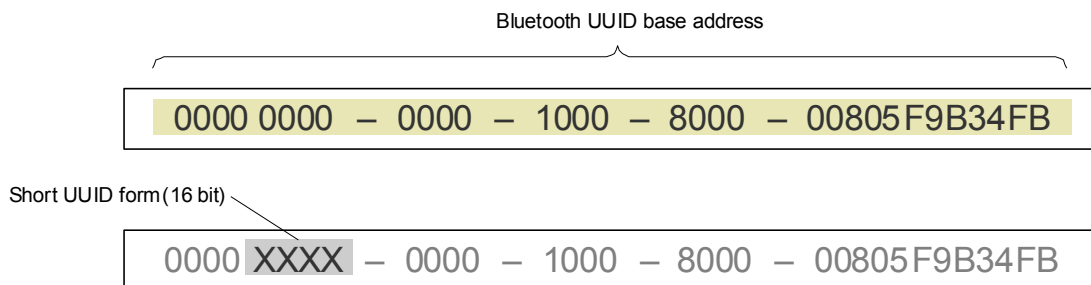 Bluetooth UUID base address
0000 0000 – 0000 – 1000 – 8000 – 00805F9B34FB
Short UUID form (16 bit)
0000 XXXX – 0000 – 1000 – 8000 – 00805F9B34FB